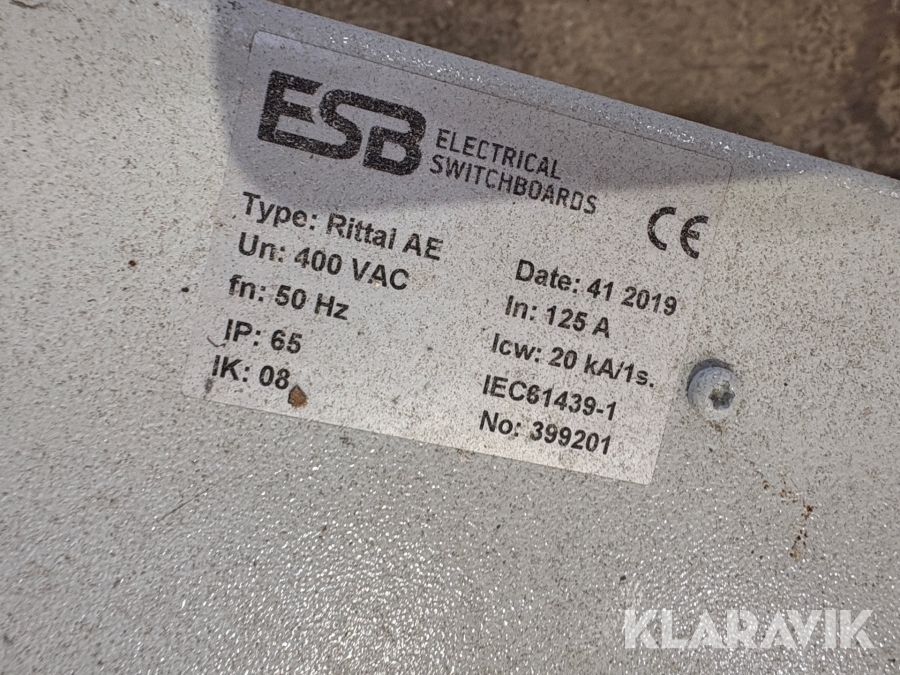 ESB ELECTRICAL
SWITCHBOARDS
CE
Type: Rittal AE
Un: 400 VAC
fn: 50 Hz
IP: 65
IK: 08
Date: 41 2019
In: 125 A
Icw: 20 kA/1s.
IEC61439-1
No: 399201
KLARAVIK